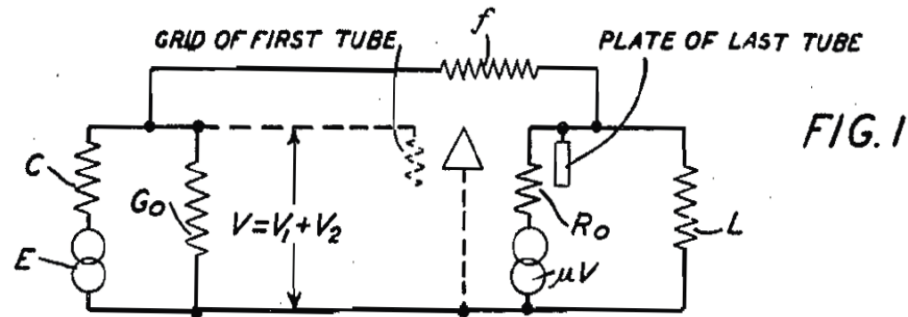 f
GRID OF FIRST TUBE
PLATE OF LAST TUBE
FIG. 1
C
G₀
V=V₁+V₂
R₀
L
E
μV